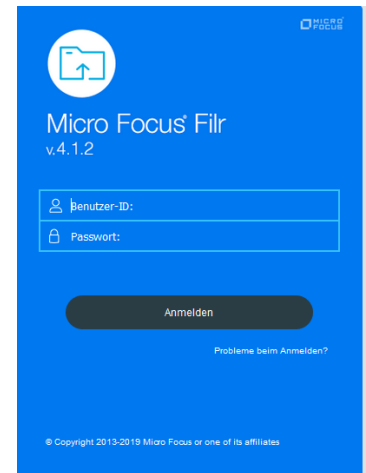 MICRO
FOCUS
Micro Focus® Filr
v.4.1.2
Benutzer-ID:
Passwort:
Anmelden
Probleme beim Anmelden?
© Copyright 2013-2019 Micro Focus or one of its affiliates